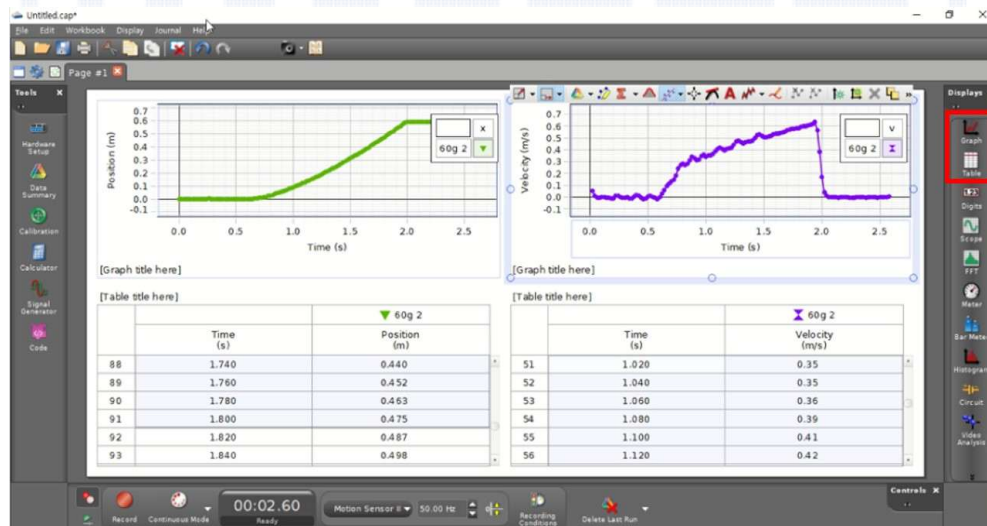 Untitled.cap*
File Edit Workbook Display Journal Help
Page #1
Tools
Displays
Hardware Setup
Data Summary
Calibration
Calculator
Signal Generator
Code
0.7
0.6
0.5
0.4
0.3
0.2
0.1
0.0
-0.1
Position (m)
x
60g 2
0.0 0.5 1.0 1.5 2.0 2.5
Time (s)
[Graph title here]
0.7
0.6
0.5
0.4
0.3
0.2
0.1
0.0
-0.1
Velocity (m/s)
v
60g 2
0.0 0.5 1.0 1.5 2.0 2.5
Time (s)
[Graph title here]
[Table title here]
60g 2
Time (s) Position (m)
88 1.740 0.440
89 1.760 0.452
90 1.780 0.463
91 1.800 0.475
92 1.820 0.487
93 1.840 0.498
[Table title here]
60g 2
Time (s) Velocity (m/s)
51 1.020 0.35
52 1.040 0.35
53 1.060 0.36
54 1.080 0.39
55 1.100 0.41
56 1.120 0.42
Graph
Table
Digits
Scope
FFT
Meter
Bar Mete
Histogran
Circuit
Video Analysis
Controls
Record
Continuous Mode
00:02.60
Ready
Motion Sensor II
50.00 Hz
Recording Conditions
Delete Last Run